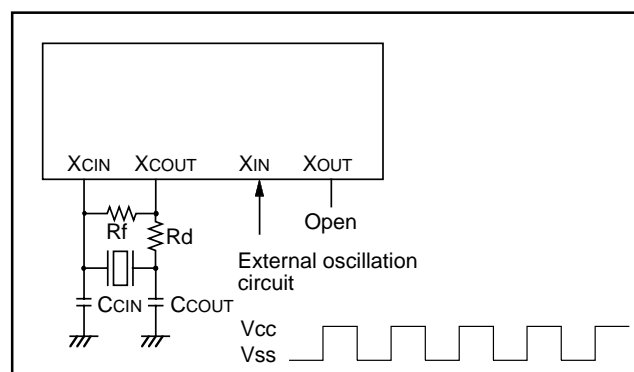 XCIN XCOUT XIN XOUT
Rf
Rd
Open
External oscillation
circuit
CCIN
CCOUT
Vcc
Vss